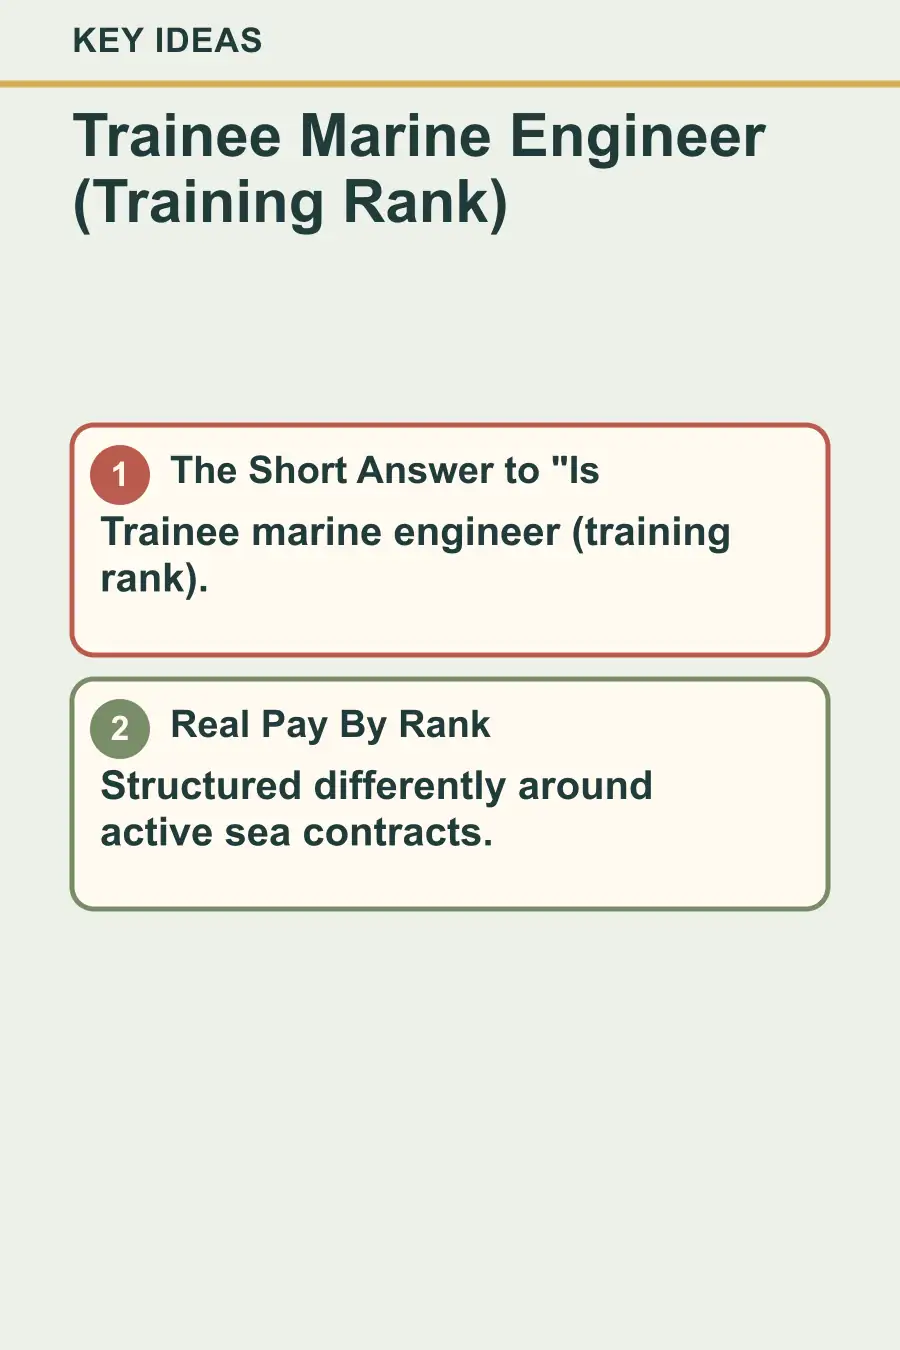 KEY IDEAS
Trainee Marine Engineer
(Training Rank)
1 The Short Answer to "Is
Trainee marine engineer (training
rank).
2 Real Pay By Rank
Structured differently around
active sea contracts.